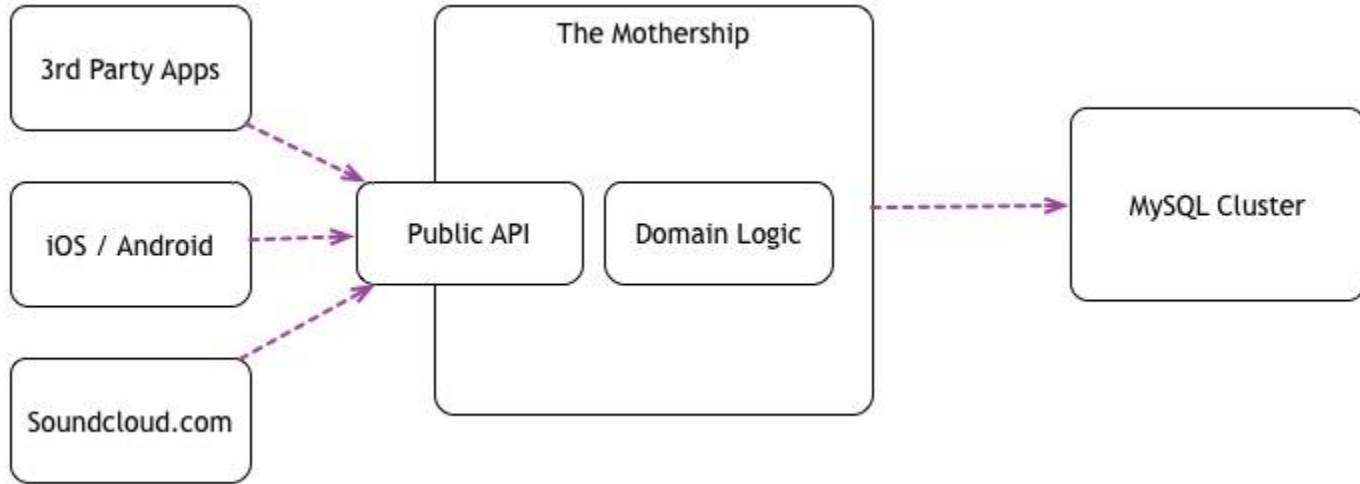 The Mothership
3rd Party Apps
iOS / Android
Soundcloud.com
Public API
Domain Logic
MySQL Cluster